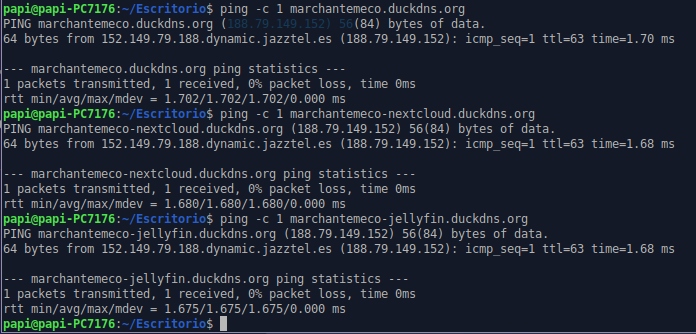 papi@papi-PC7176:~/Escritorio$ ping -c 1 marchantemeco.duckdns.org
PING marchantemeco.duckdns.org (188.79.149.152) 56(84) bytes of data.
64 bytes from 152.149.79.188.dynamic.jazztel.es (188.79.149.152): icmp_seq=1 ttl=63 time=1.70 ms

--- marchantemeco.duckdns.org ping statistics ---
1 packets transmitted, 1 received, 0% packet loss, time 0ms
rtt min/avg/max/mdev = 1.702/1.702/1.702/0.000 ms
papi@papi-PC7176:~/Escritorio$ ping -c 1 marchantemeco-nextcloud.duckdns.org
PING marchantemeco-nextcloud.duckdns.org (188.79.149.152) 56(84) bytes of data.
64 bytes from 152.149.79.188.dynamic.jazztel.es (188.79.149.152): icmp_seq=1 ttl=63 time=1.68 ms

--- marchantemeco-nextcloud.duckdns.org ping statistics ---
1 packets transmitted, 1 received, 0% packet loss, time 0ms
rtt min/avg/max/mdev = 1.680/1.680/1.680/0.000 ms
papi@papi-PC7176:~/Escritorio$ ping -c 1 marchantemeco-jellyfin.duckdns.org
PING marchantemeco-jellyfin.duckdns.org (188.79.149.152) 56(84) bytes of data.
64 bytes from 152.149.79.188.dynamic.jazztel.es (188.79.149.152): icmp_seq=1 ttl=63 time=1.68 ms

--- marchantemeco-jellyfin.duckdns.org ping statistics ---
1 packets transmitted, 1 received, 0% packet loss, time 0ms
rtt min/avg/max/mdev = 1.675/1.675/1.675/0.000 ms
papi@papi-PC7176:~/Escritorio$